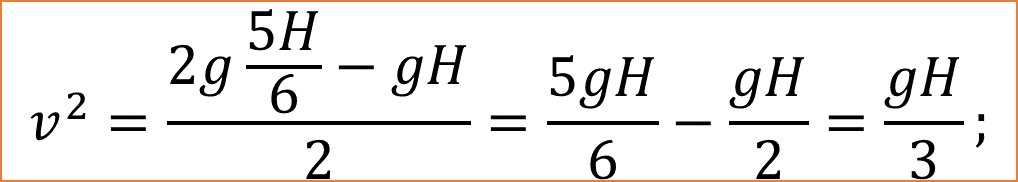 v² = (2g 5H/6 − gH)/2 = 5gH/6 − gH/2 = gH/3;